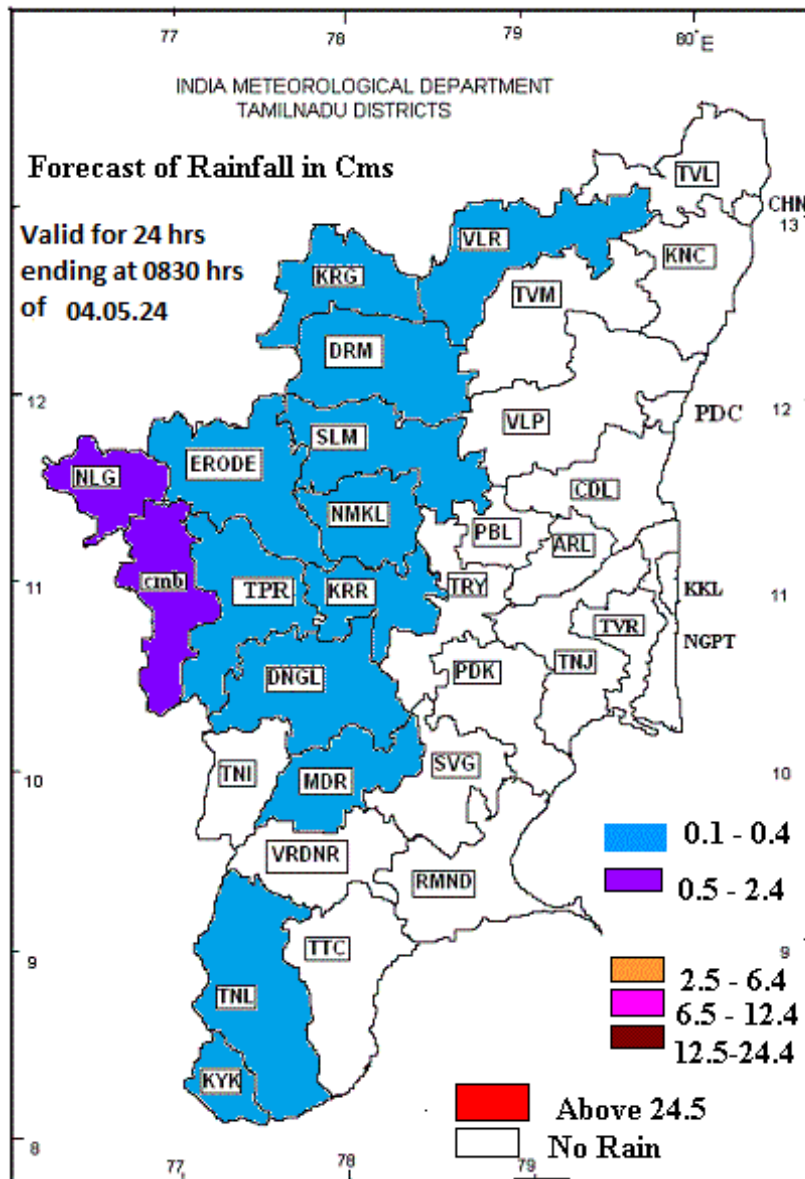 77 78 79 80° E
INDIA METEOROLOGICAL DEPARTMENT
TAMILNADU DISTRICTS
Forecast of Rainfall in Cms
TVL
CHN
13
Valid for 24 hrs
ending at 0830 hrs
of 04.05.24
VLR
KNC
KRG
TVM
DRM
12
12
PDC
VLP
SLM
ERODE
NLG
CDL
NMKL
PBL
ARL
11
cmb
TPR
KRR
TRY
KKL
11
TVR
NGPT
DNGL
PDK
TNJ
10
TNI
MDR
SVG
10
0.1 - 0.4
VRDNR
RMND
0.5 - 2.4
9
TTC
9
TNL
2.5 - 6.4
6.5 - 12.4
12.5-24.4
KYK
Above 24.5
8
No Rain
77 78 79